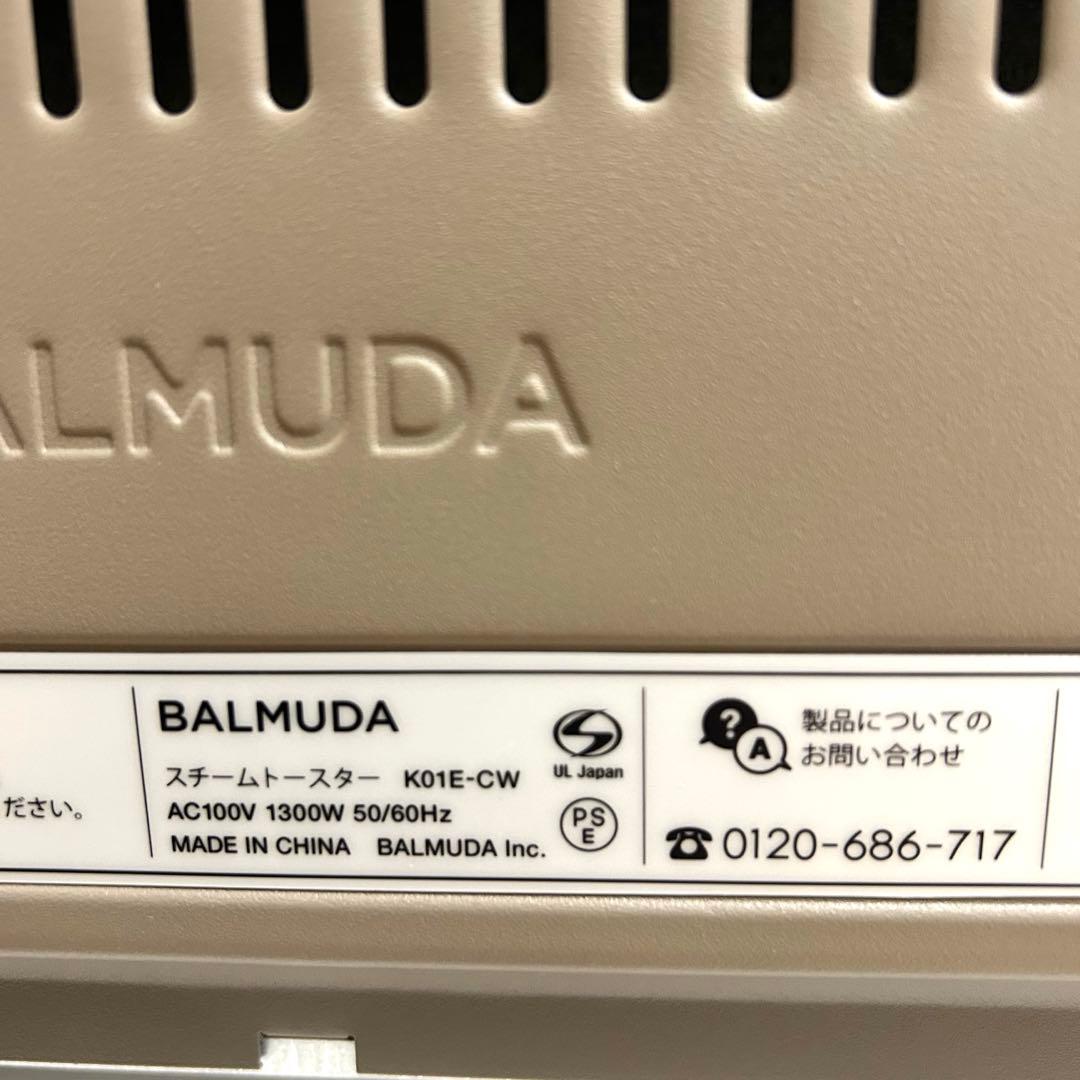 BALMUDA
ださい。
BALMUDA
スチームトースター K01E-CW
AC100V 1300W 50/60Hz
MADE IN CHINA BALMUDA Inc.
S
UL Japan
PS
E
?
A
製品についての
お問い合わせ
0120-686-717